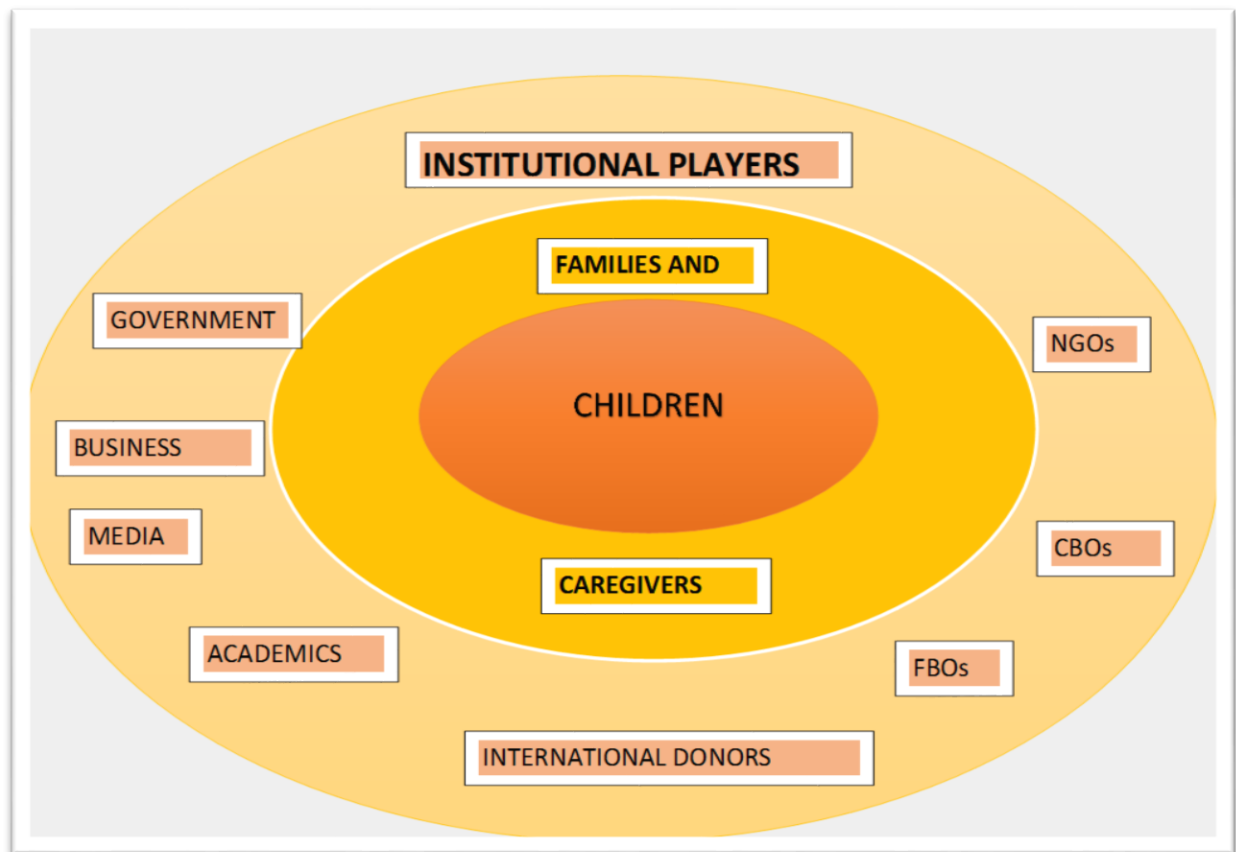 INSTITUTIONAL PLAYERS
FAMILIES AND
GOVERNMENT
NGOs
CHILDREN
BUSINESS
MEDIA
CBOs
CAREGIVERS
ACADEMICS
FBOs
INTERNATIONAL DONORS